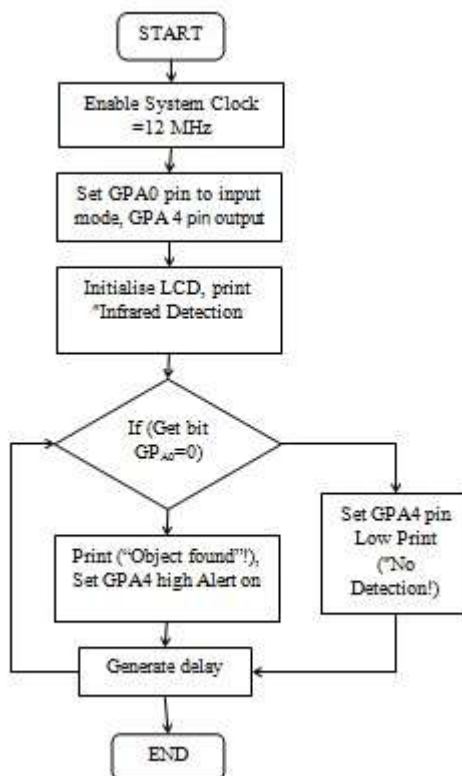 START
Enable System Clock
=12 MHz
Set GPA0 pin to input
mode, GPA 4 pin output
Initialise LCD, print
"Infrared Detection
If (Get bit
GPA0=0)
Print (“Object found”!),
Set GPA4 high Alert on
Set GPA4 pin
Low Print
("No
Detection!)
Generate delay
END